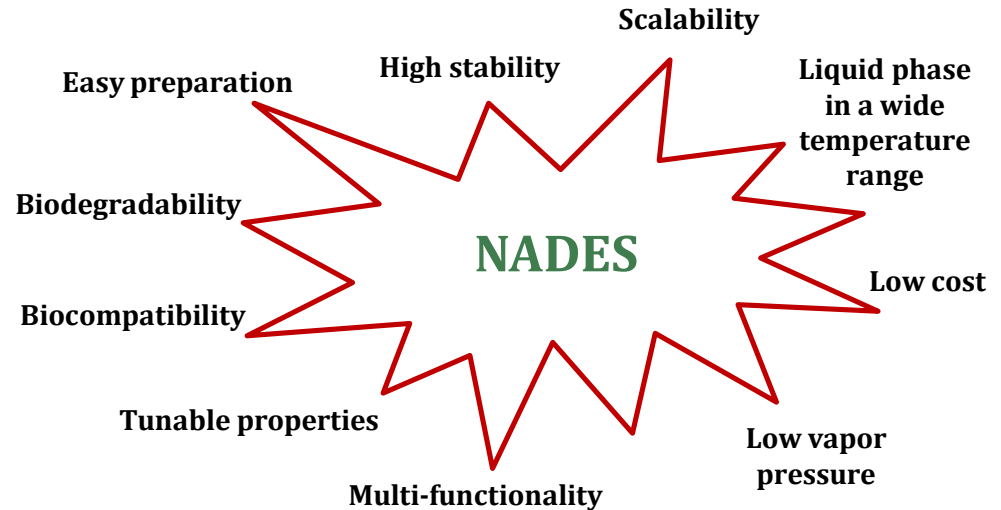 Scalability
High stability
Easy preparation
Liquid phase
in a wide
temperature
range
Biodegradability
NADES
Low cost
Biocompatibility
Tunable properties
Low vapor
pressure
Multi-functionality